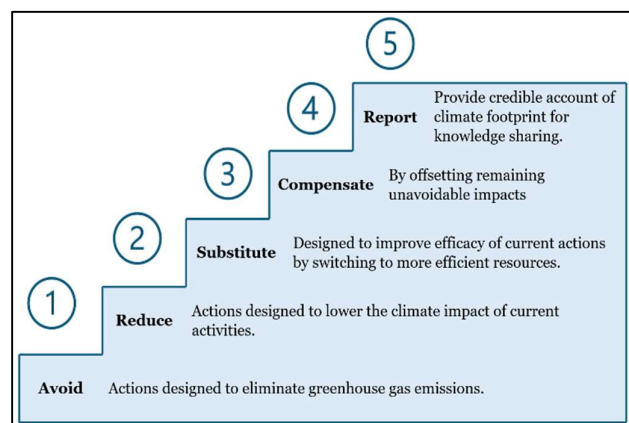 5
Report Provide credible account of
climate footprint for
knowledge sharing.
4
Compensate By offsetting remaining
unavoidable impacts
3
Substitute Designed to improve efficacy of current actions
by switching to more efficient resources.
2
Reduce Actions designed to lower the climate impact of current
activities.
1
Avoid Actions designed to eliminate greenhouse gas emissions.